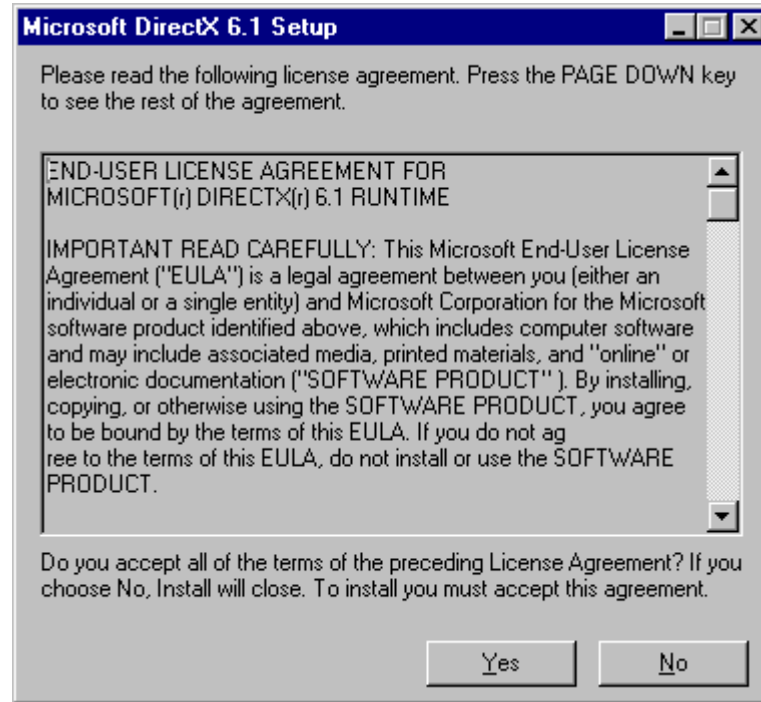 Microsoft DirectX 6.1 Setup
Please read the following license agreement. Press the PAGE DOWN key
to see the rest of the agreement.
END-USER LICENSE AGREEMENT FOR
MICROSOFT(r) DIRECTX(r) 6.1 RUNTIME
IMPORTANT READ CAREFULLY: This Microsoft End-User License
Agreement ("EULA") is a legal agreement between you (either an
individual or a single entity) and Microsoft Corporation for the Microsoft
software product identified above, which includes computer software
and may include associated media, printed materials, and "online" or
electronic documentation ("SOFTWARE PRODUCT" ). By installing,
copying, or otherwise using the SOFTWARE PRODUCT, you agree
to be bound by the terms of this EULA. If you do not ag
ree to the terms of this EULA, do not install or use the SOFTWARE
PRODUCT.
Do you accept all of the terms of the preceding License Agreement? If you
choose No, Install will close. To install you must accept this agreement.
Yes
No